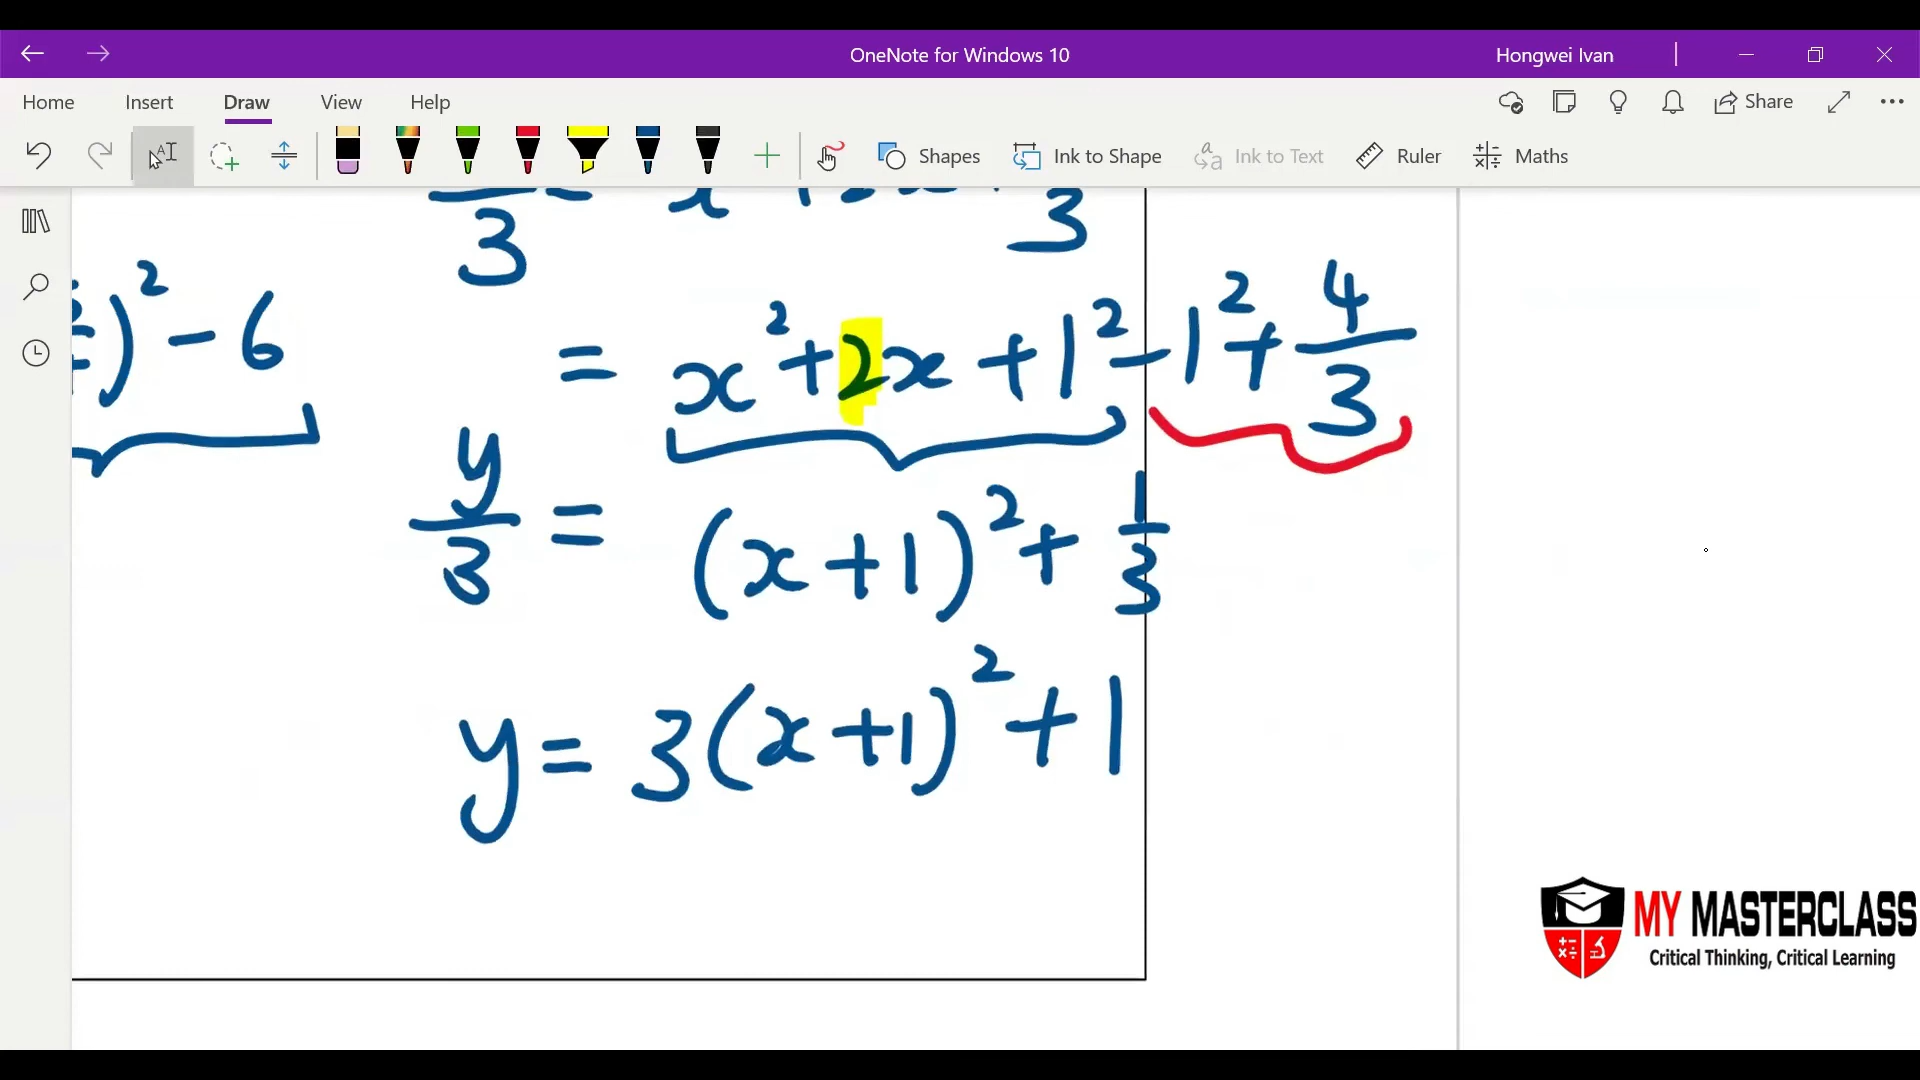 OneNote for Windows 10
Hongwei Ivan
Home Insert Draw View Help
Share
Shapes Ink to Shape Ink to Text Ruler Maths
3 3
)² - 6
= x² + 2x + 1² - 1² + 4/3
y/3 = (x + 1)² + 1/3
y = 3(x + 1)² + 1
MY MASTERCLASS
Critical Thinking, Critical Learning